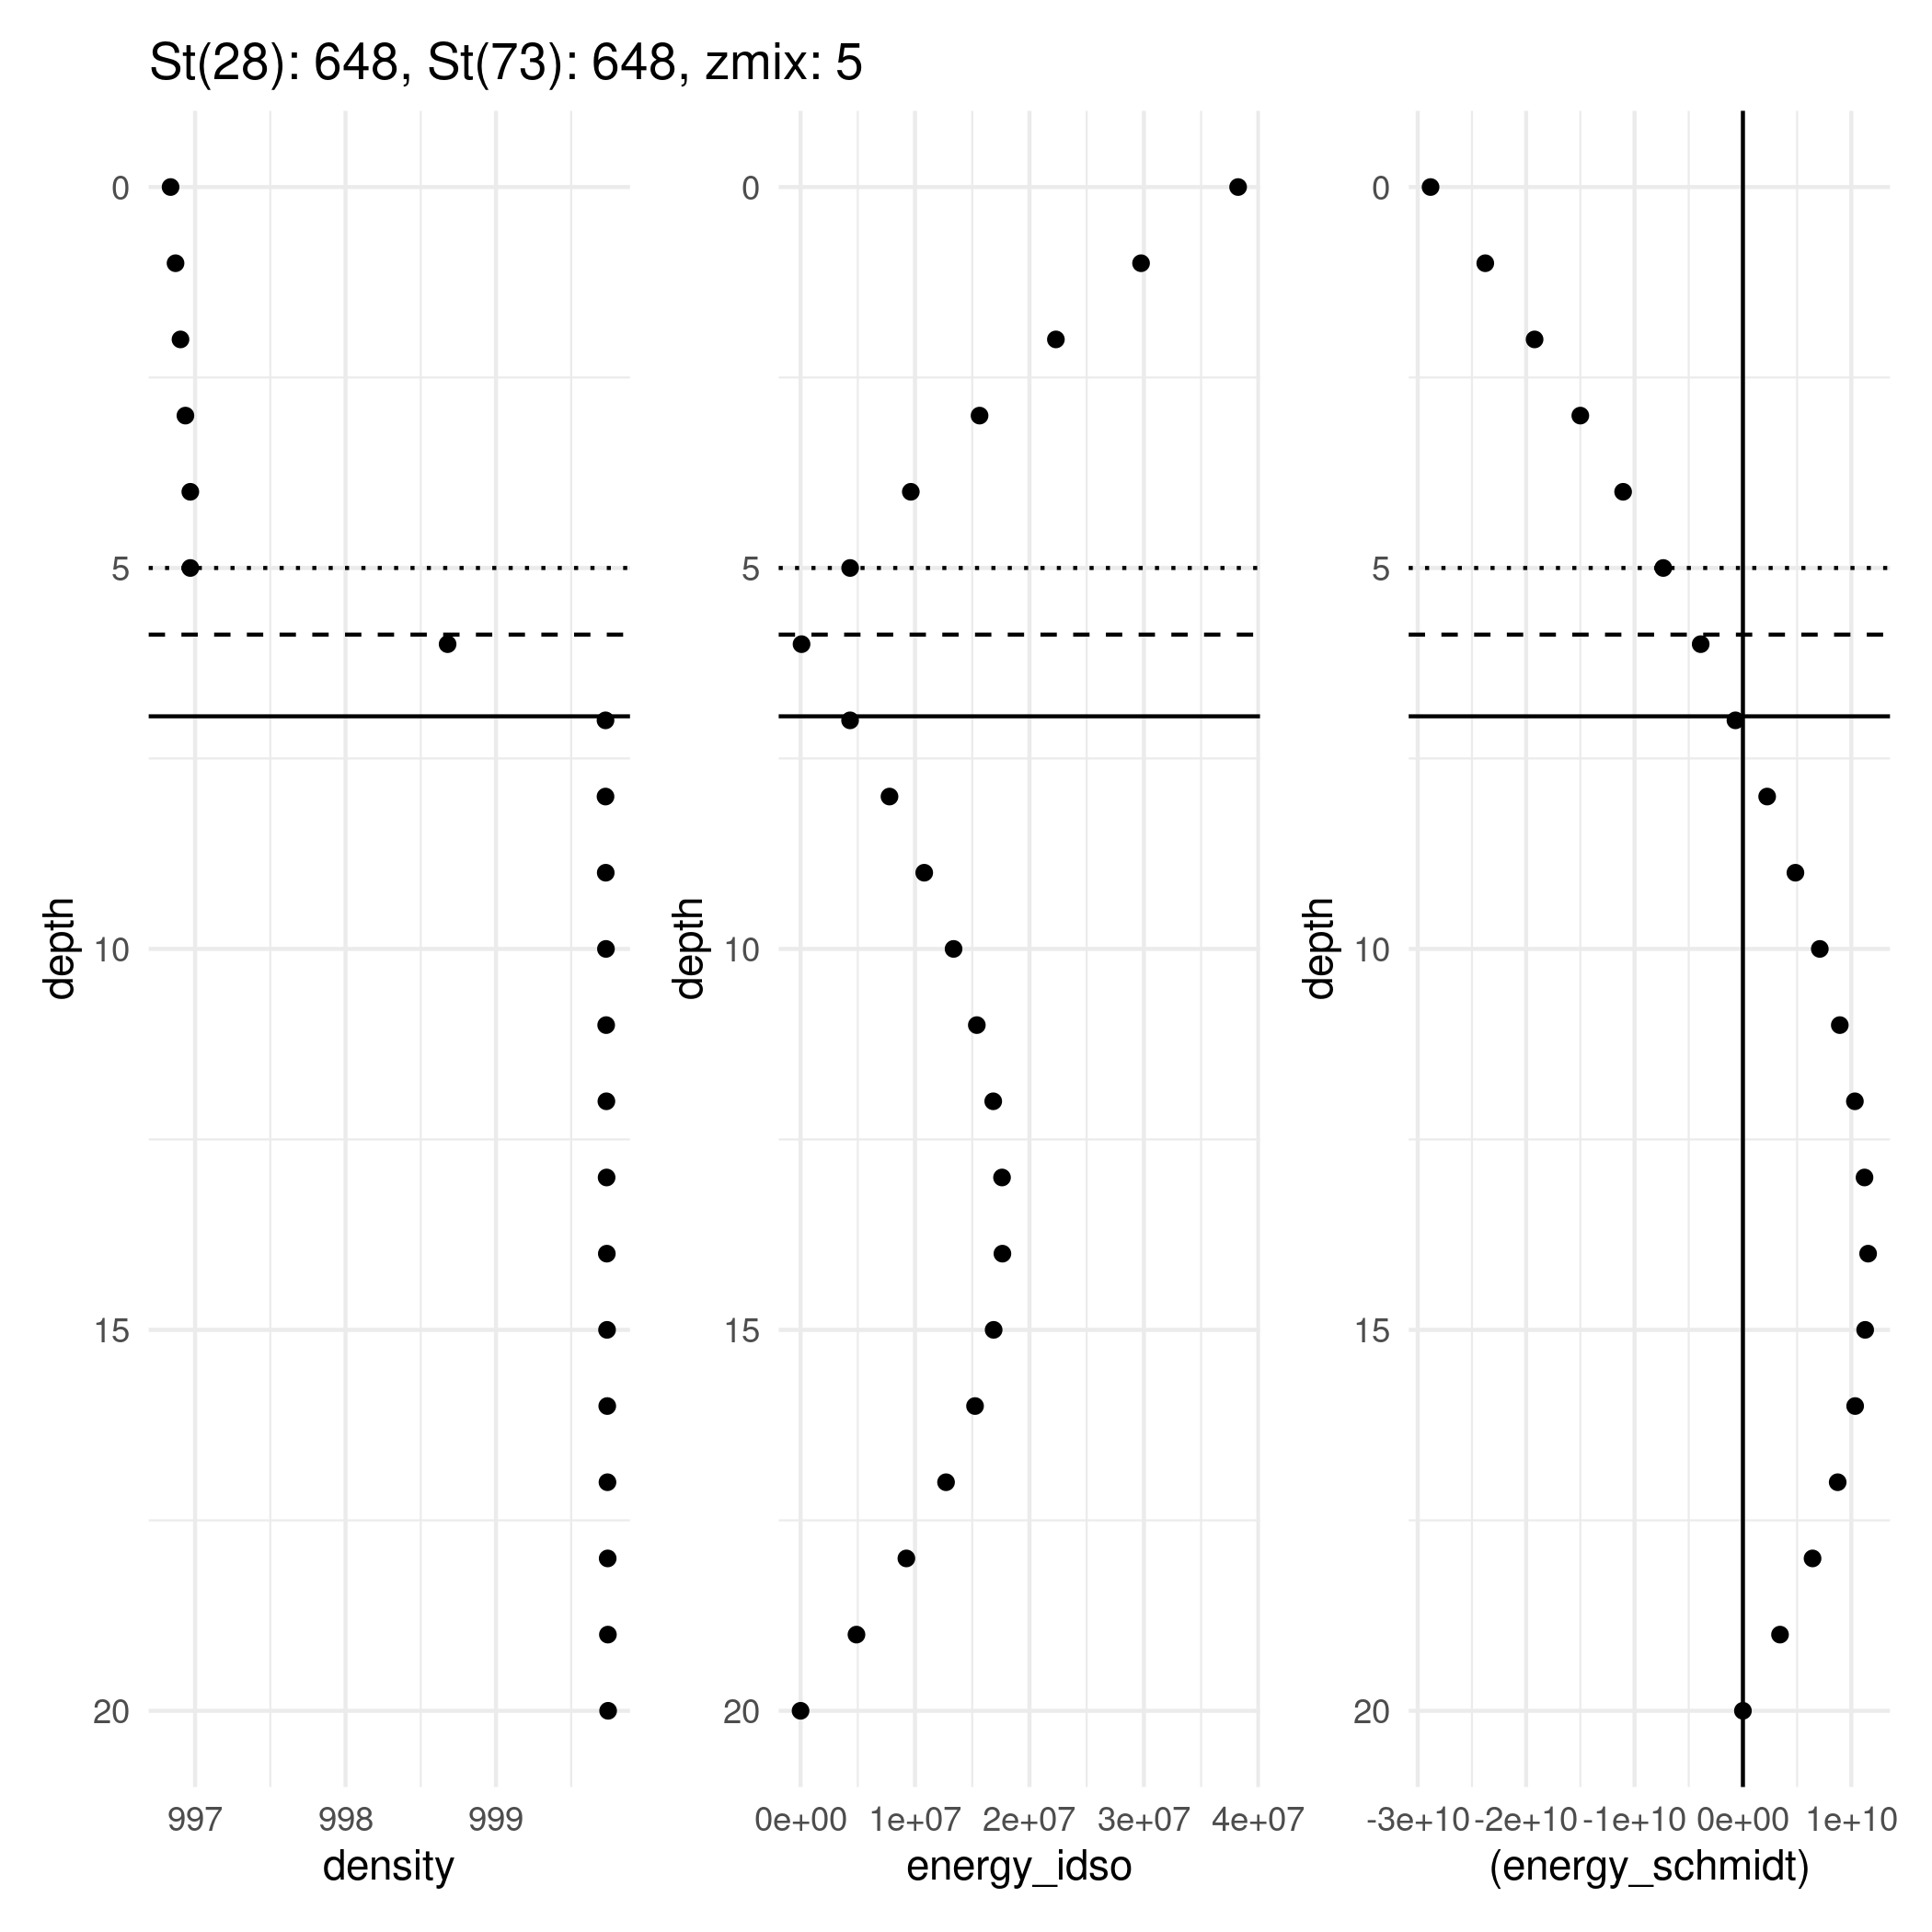 St(28): 648, St(73): 648, zmix: 5
depth
0
5
10
15
20
997 998 999
density
depth
0
5
10
15
20
0e+00 1e+07 2e+07 3e+07 4e+07
energy_idso
depth
0
5
10
15
20
-3e+10 -2e+10 -1e+10 0e+00 1e+10
(energy_schmidt)